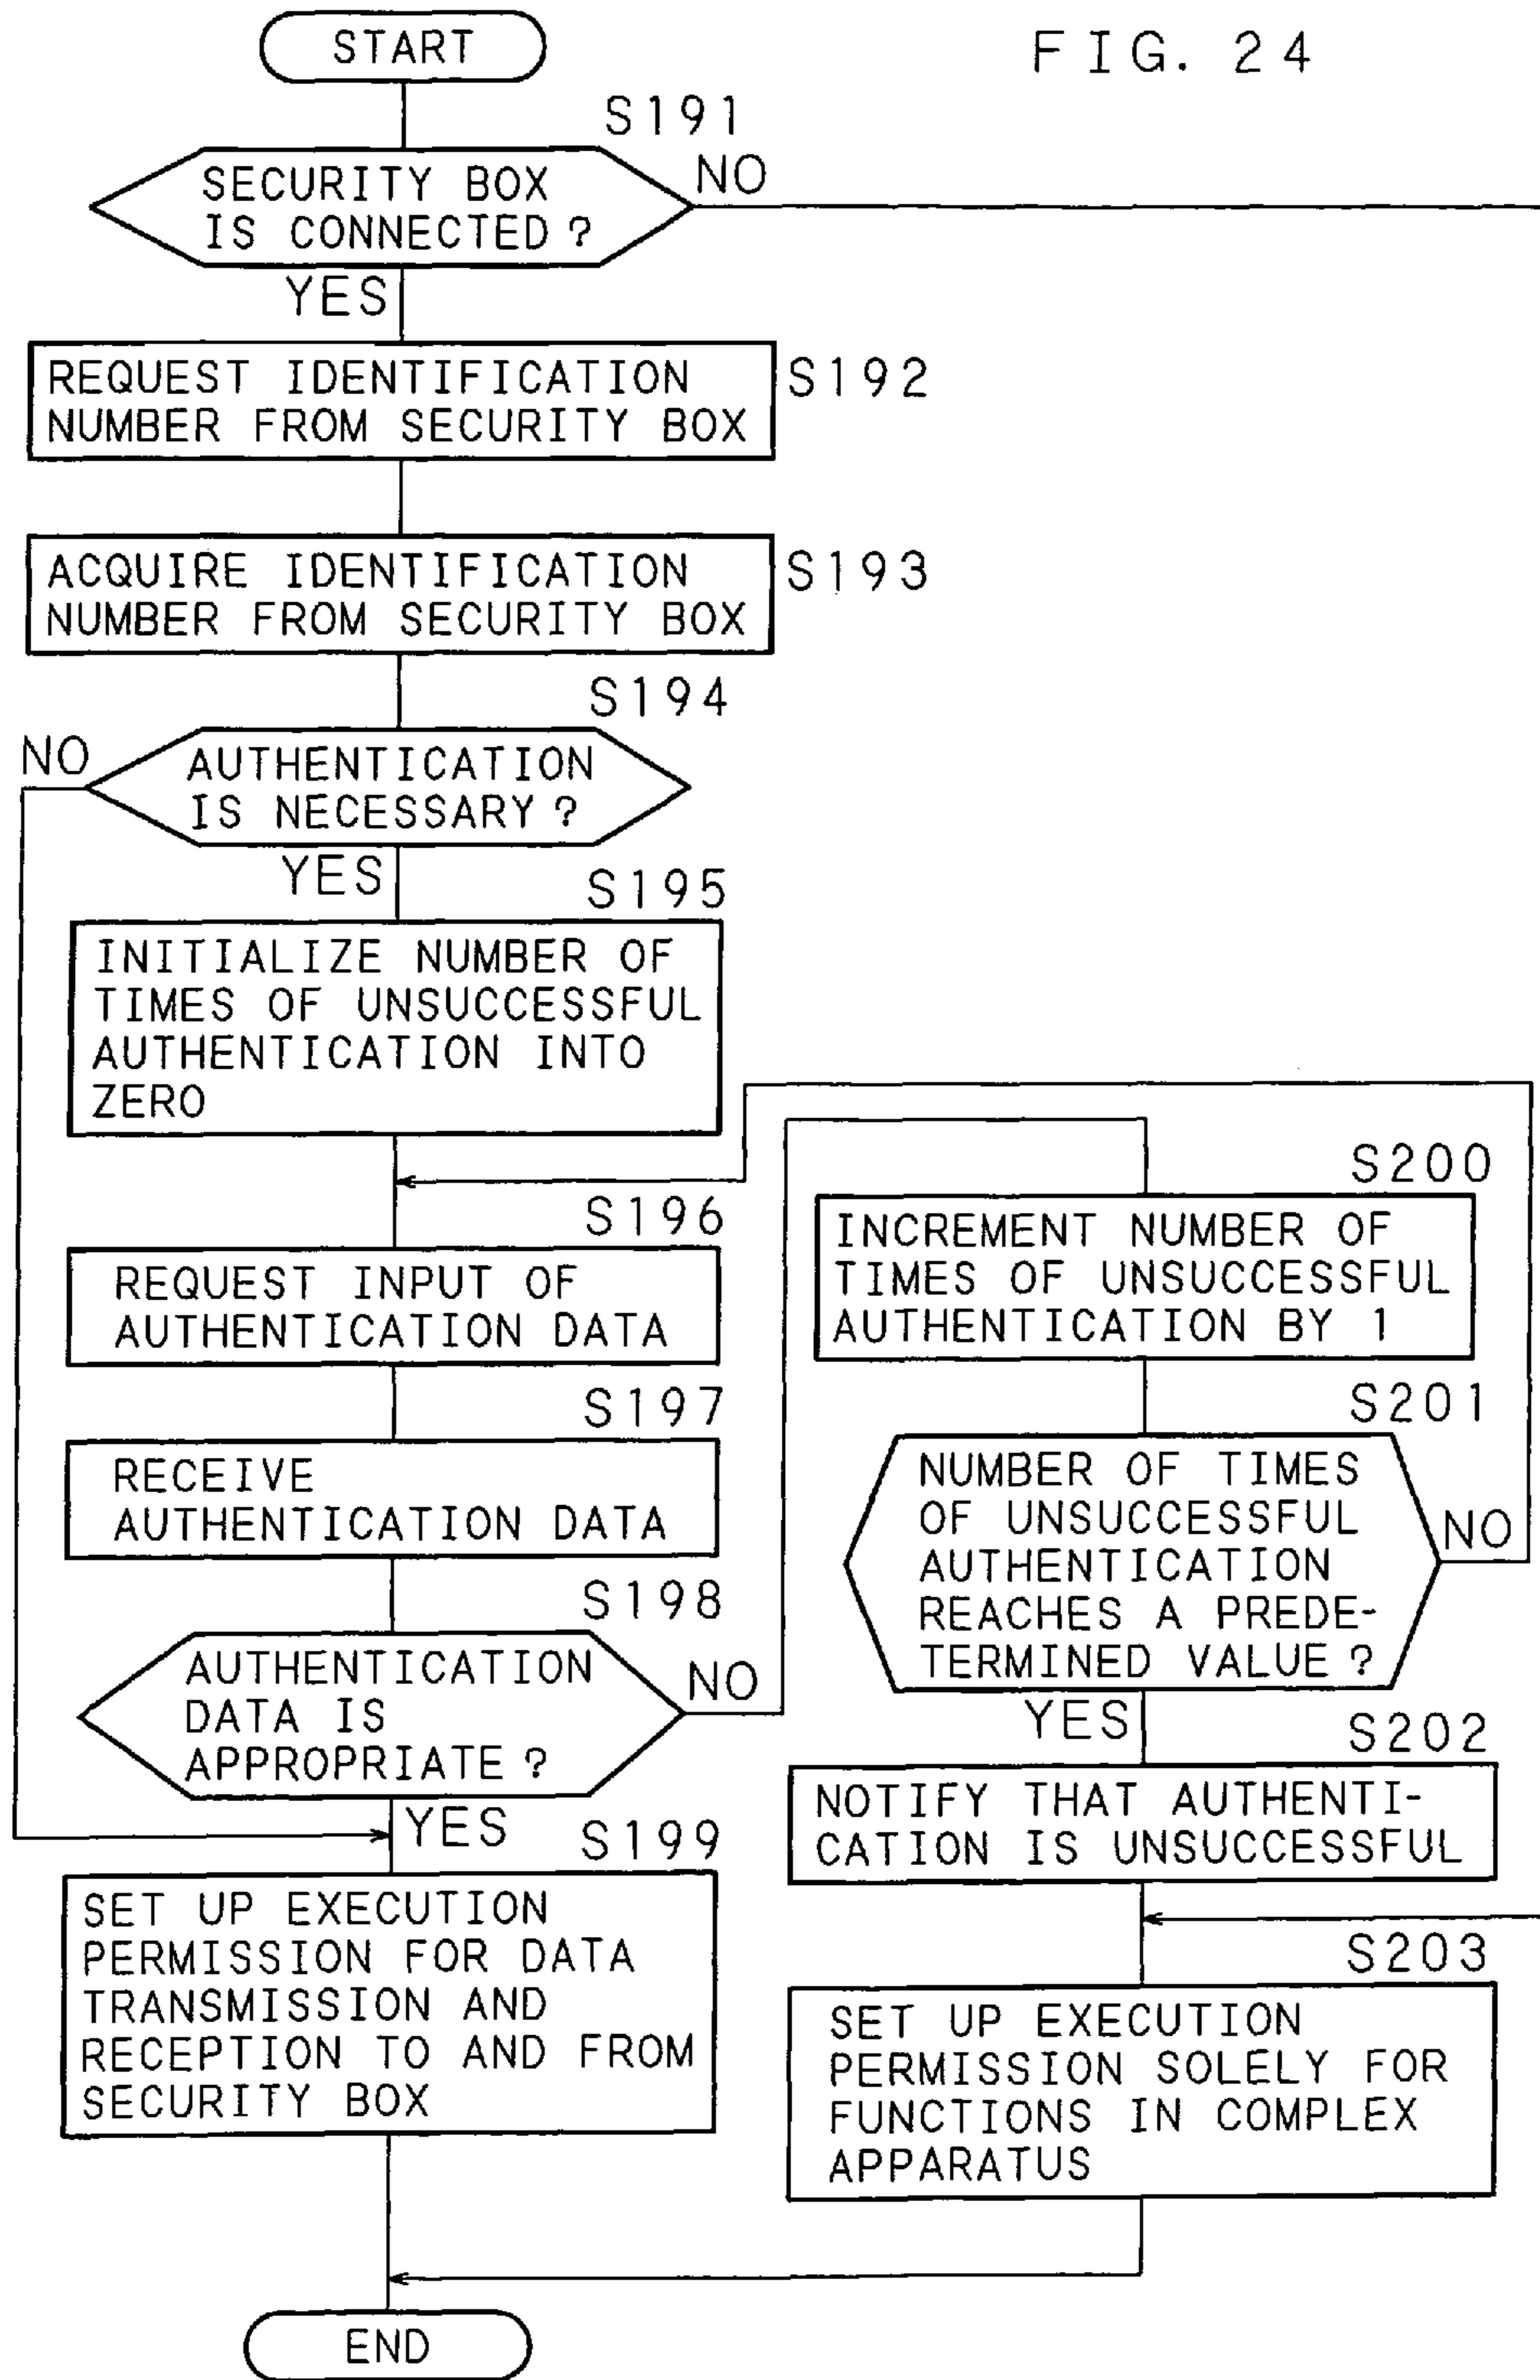 START
FIG. 24
S191
SECURITY BOX
IS CONNECTED?
NO
YES
REQUEST IDENTIFICATION
NUMBER FROM SECURITY BOX
S192
ACQUIRE IDENTIFICATION
NUMBER FROM SECURITY BOX
S193
S194
NO
AUTHENTICATION
IS NECESSARY?
YES
S195
INITIALIZE NUMBER OF
TIMES OF UNSUCCESSFUL
AUTHENTICATION INTO
ZERO
S196
REQUEST INPUT OF
AUTHENTICATION DATA
S197
RECEIVE
AUTHENTICATION DATA
S198
AUTHENTICATION
DATA IS
APPROPRIATE?
NO
YES
S199
SET UP EXECUTION
PERMISSION FOR DATA
TRANSMISSION AND
RECEPTION TO AND FROM
SECURITY BOX
S200
INCREMENT NUMBER OF
TIMES OF UNSUCCESSFUL
AUTHENTICATION BY 1
S201
NUMBER OF TIMES
OF UNSUCCESSFUL
AUTHENTICATION
REACHES A PREDE-
TERMINED VALUE?
NO
YES
S202
NOTIFY THAT AUTHENTI-
CATION IS UNSUCCESSFUL
S203
SET UP EXECUTION
PERMISSION SOLELY FOR
FUNCTIONS IN COMPLEX
APPARATUS
END